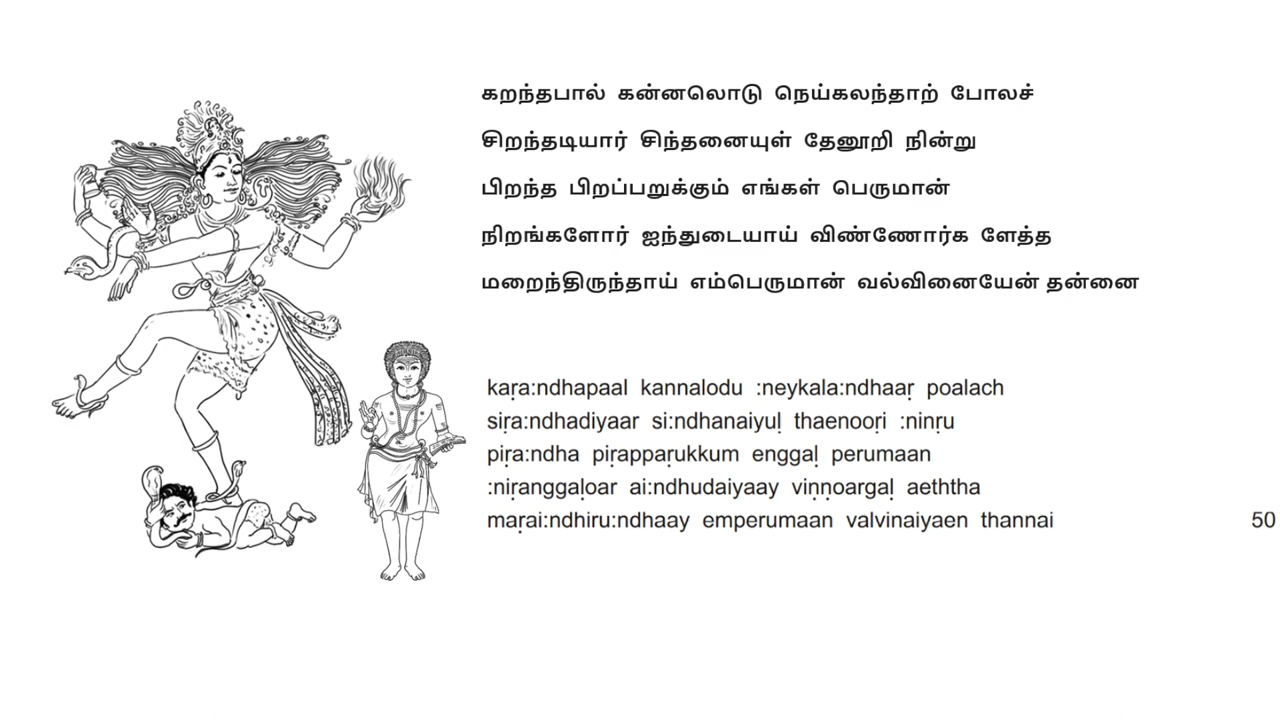 கறந்தபால் கன்னலொடு நெய்கலந்தாற் போலச்
சிறந்தடியார் சிந்தனையுள் தேனூறி நின்று
பிறந்த பிறப்பறுக்கும் எங்கள் பெருமான்
நிறங்களோர் ஐந்துடையாய் விண்ணோர்க ளேத்த
மறைந்திருந்தாய் எம்பெருமான் வல்வினையேன் தன்னை
kaṛa:ndhapaal kannalodu :neykala:ndhaaṛ poalach
siṛa:ndhadiyaar si:ndhanaiyuḷ thaenooṛi :ninṛu
piṛa:ndha piṛappaṛukkum enggaḷ perumaan
:niṛanggaḷoar ai:ndhudaiyaay viṇṇoargaḷ aeththa
maṛai:ndhiru:ndhaay emperumaan valvinaiyaen thannai 50